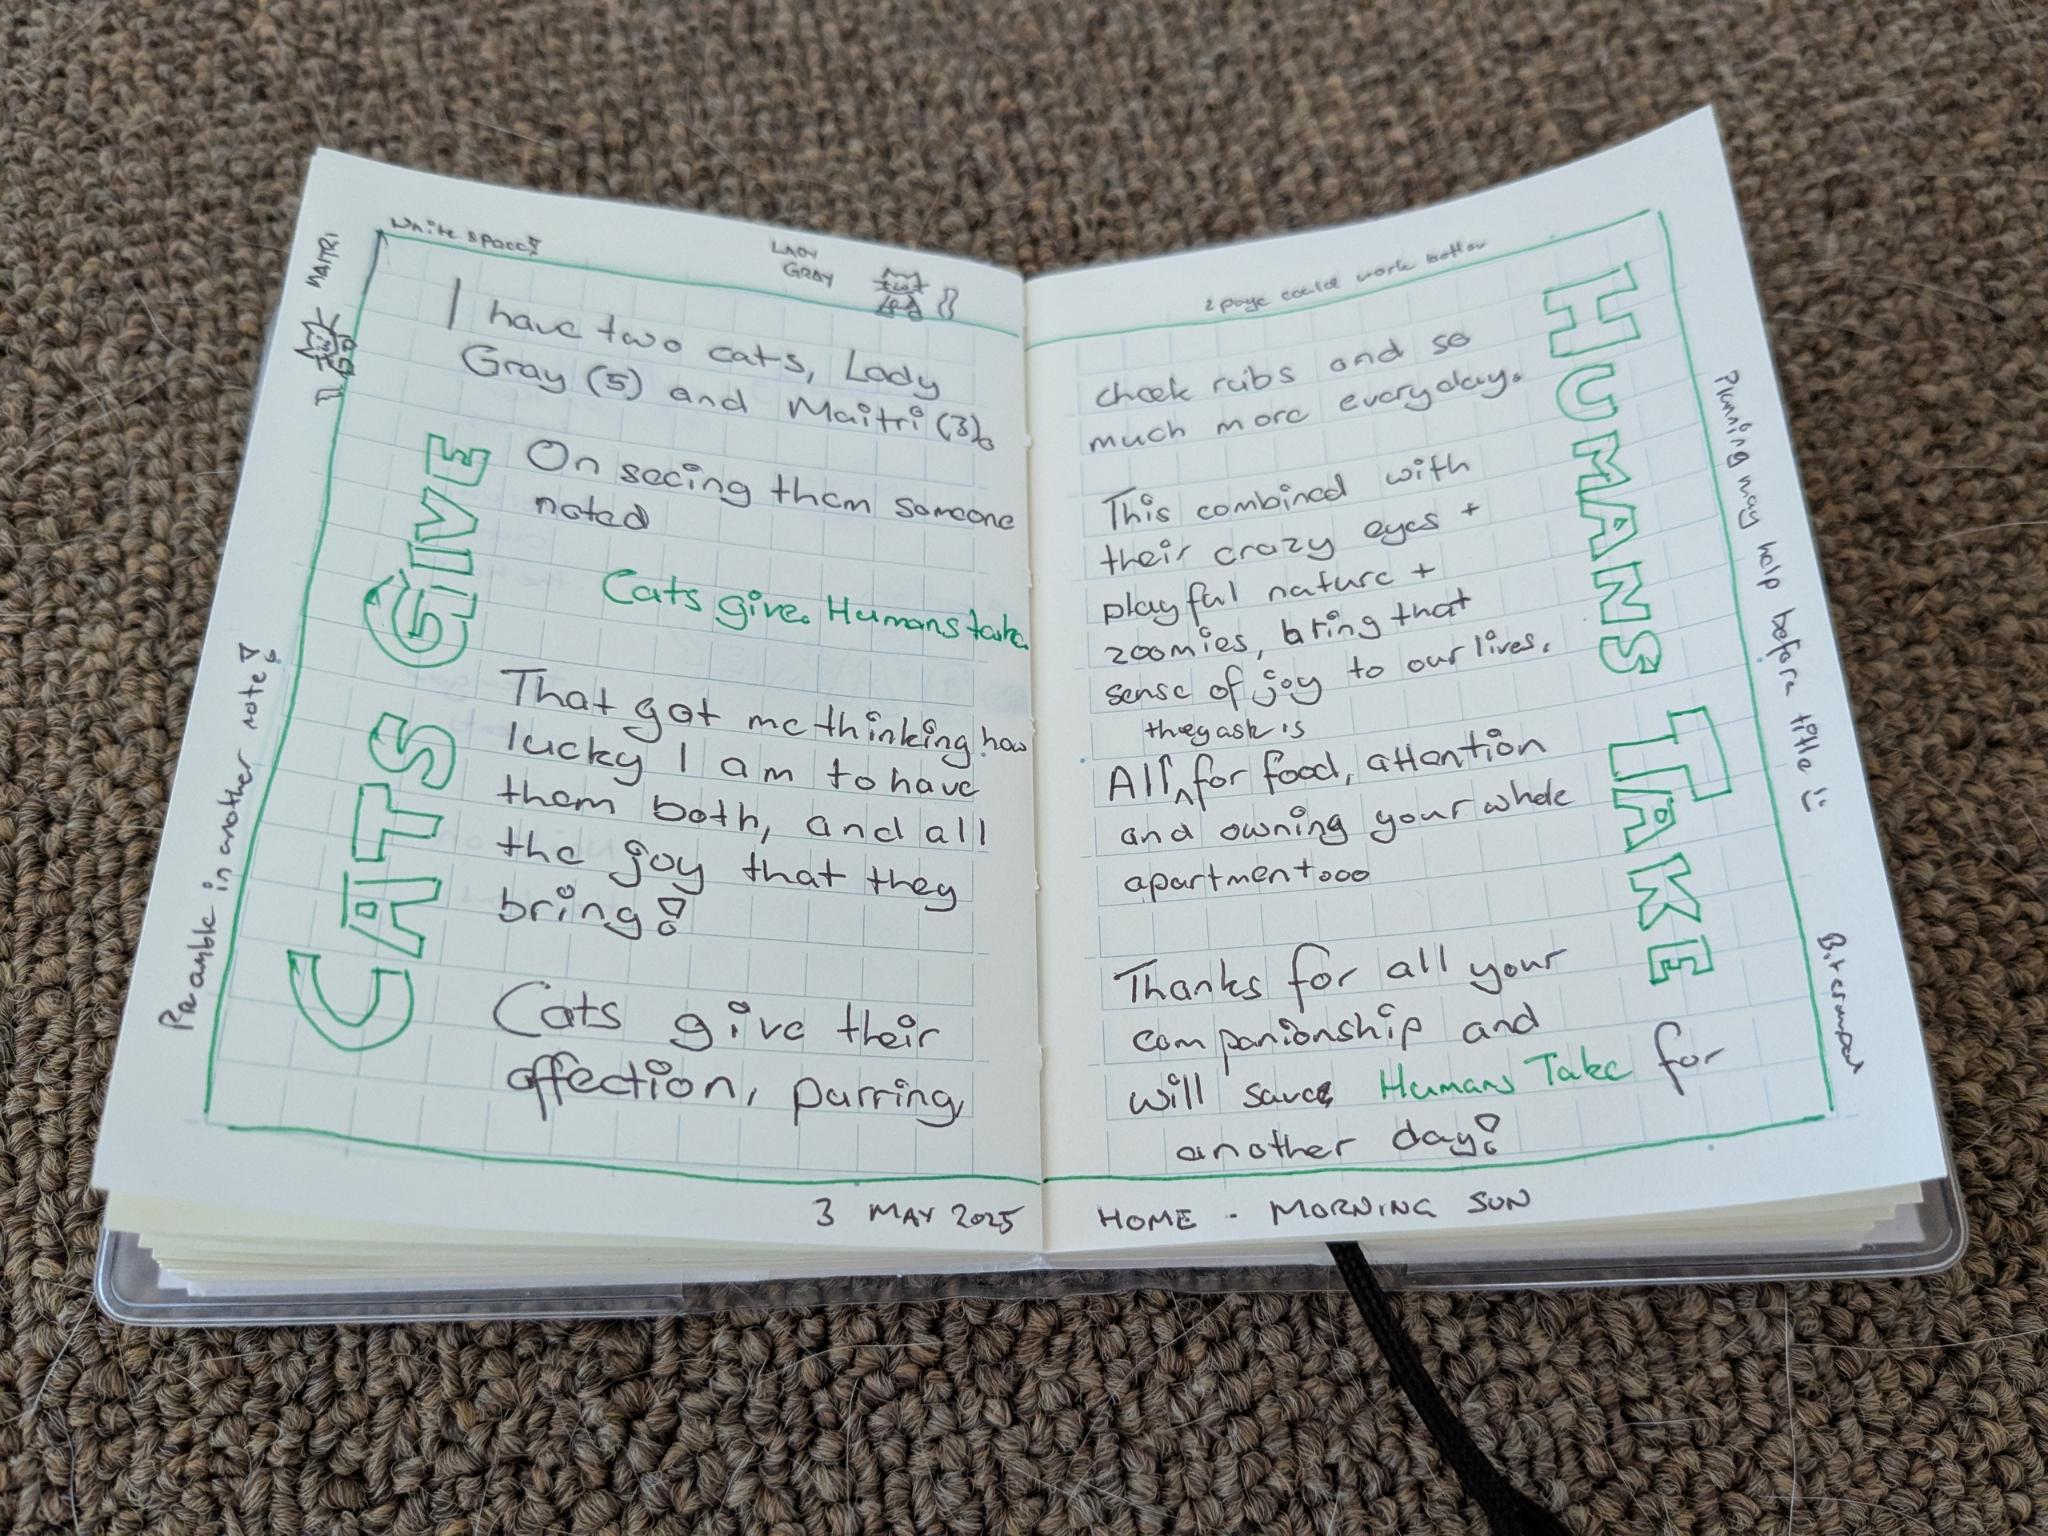 White space!
LADY
GRAY
MAITRI
CATS GIVE
Preamble in another note!
I have two cats, Lady
Gray (5) and Maitri (3).
On seeing them someone
noted
Cats give. Humans take.
That got me thinking how
lucky I am to have
them both, and all
the joy that they
bring!
Cats give their
affection, purring,
3 MAY 2025
2 page could work better
cheek rubs and so
much more everyday.
This combined with
their crazy eyes +
playful nature +
zoomies, bring that
sense of joy to our lives.
they ask is
All ^ for food, attention
and owning your whole
apartment...
Thanks for all your
companionship and
will save Humans Take for
another day!
HUMANS TAKE
Planning may help before title :)
Bit cramped
HOME - MORNING SUN